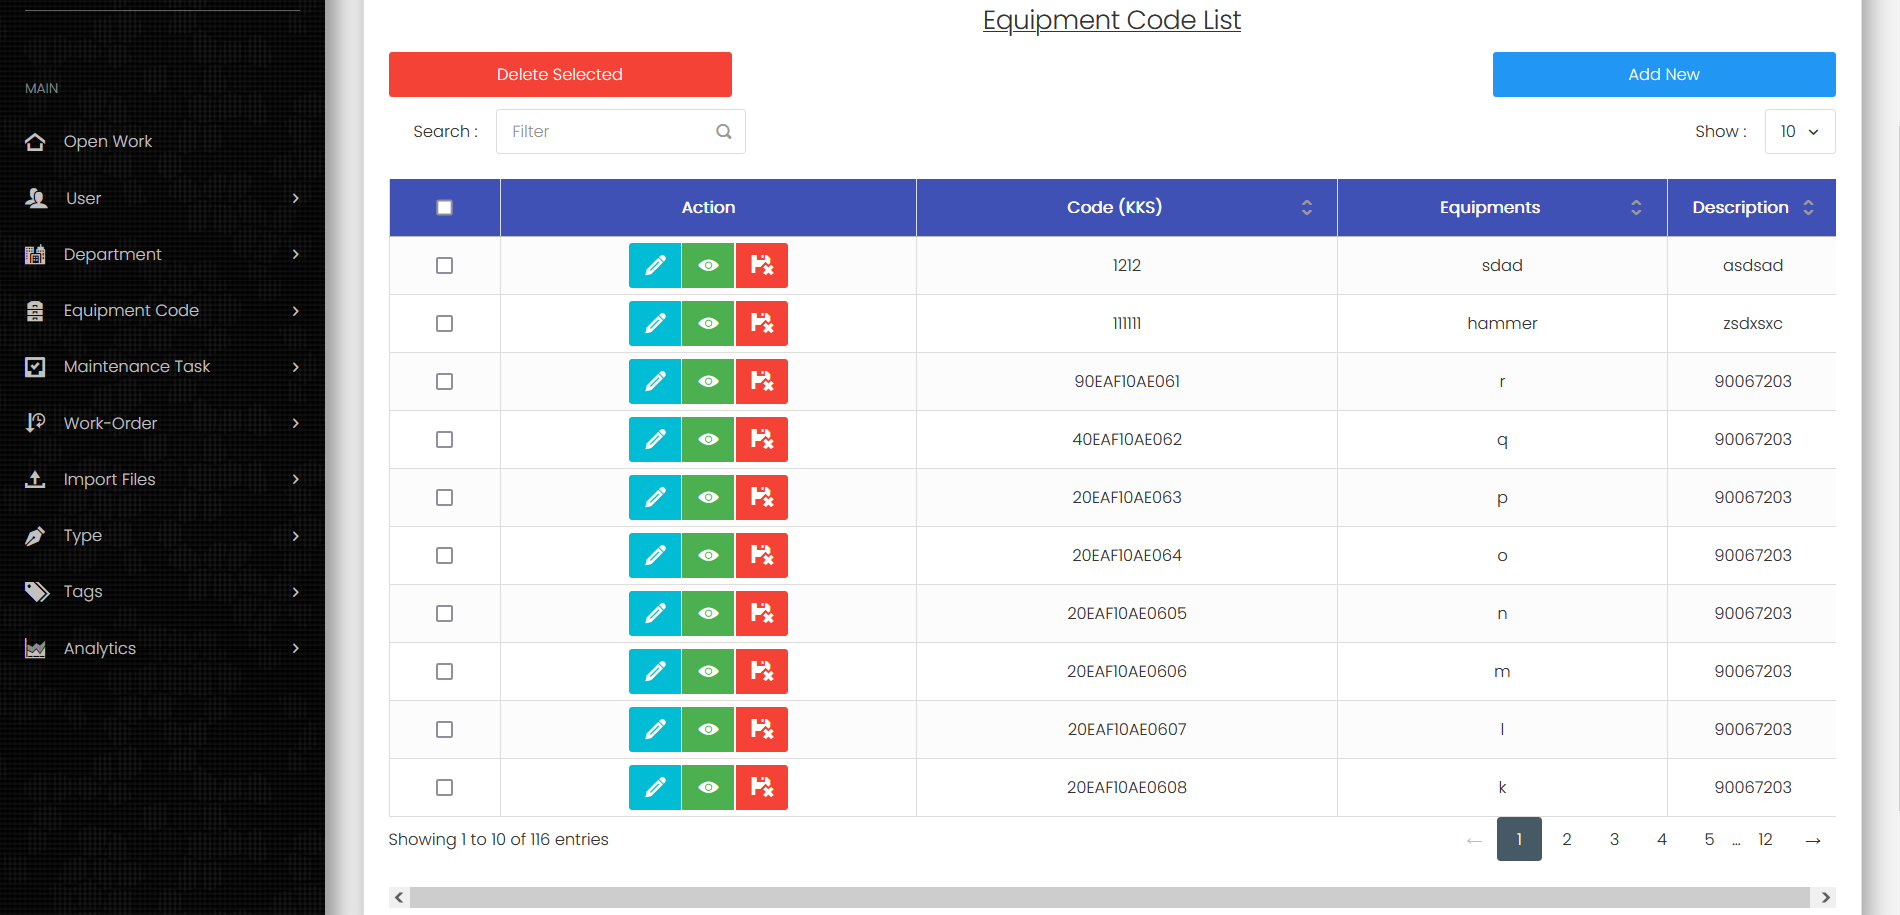 MAIN
Open Work
User
Department
Equipment Code
Maintenance Task
Work-Order
Import Files
Type
Tags
Analytics
Equipment Code List
Delete Selected
Add New
Search :
Filter
Show :
10
Action
Code (KKS)
Equipments
Description
1212 sdad asdsad
111111 hammer zsdxsxc
90EAF10AE061 r 90067203
40EAF10AE062 q 90067203
20EAF10AE063 p 90067203
20EAF10AE064 o 90067203
20EAF10AE0605 n 90067203
20EAF10AE0606 m 90067203
20EAF10AE0607 l 90067203
20EAF10AE0608 k 90067203
Showing 1 to 10 of 116 entries
← 1 2 3 4 5 ... 12 →